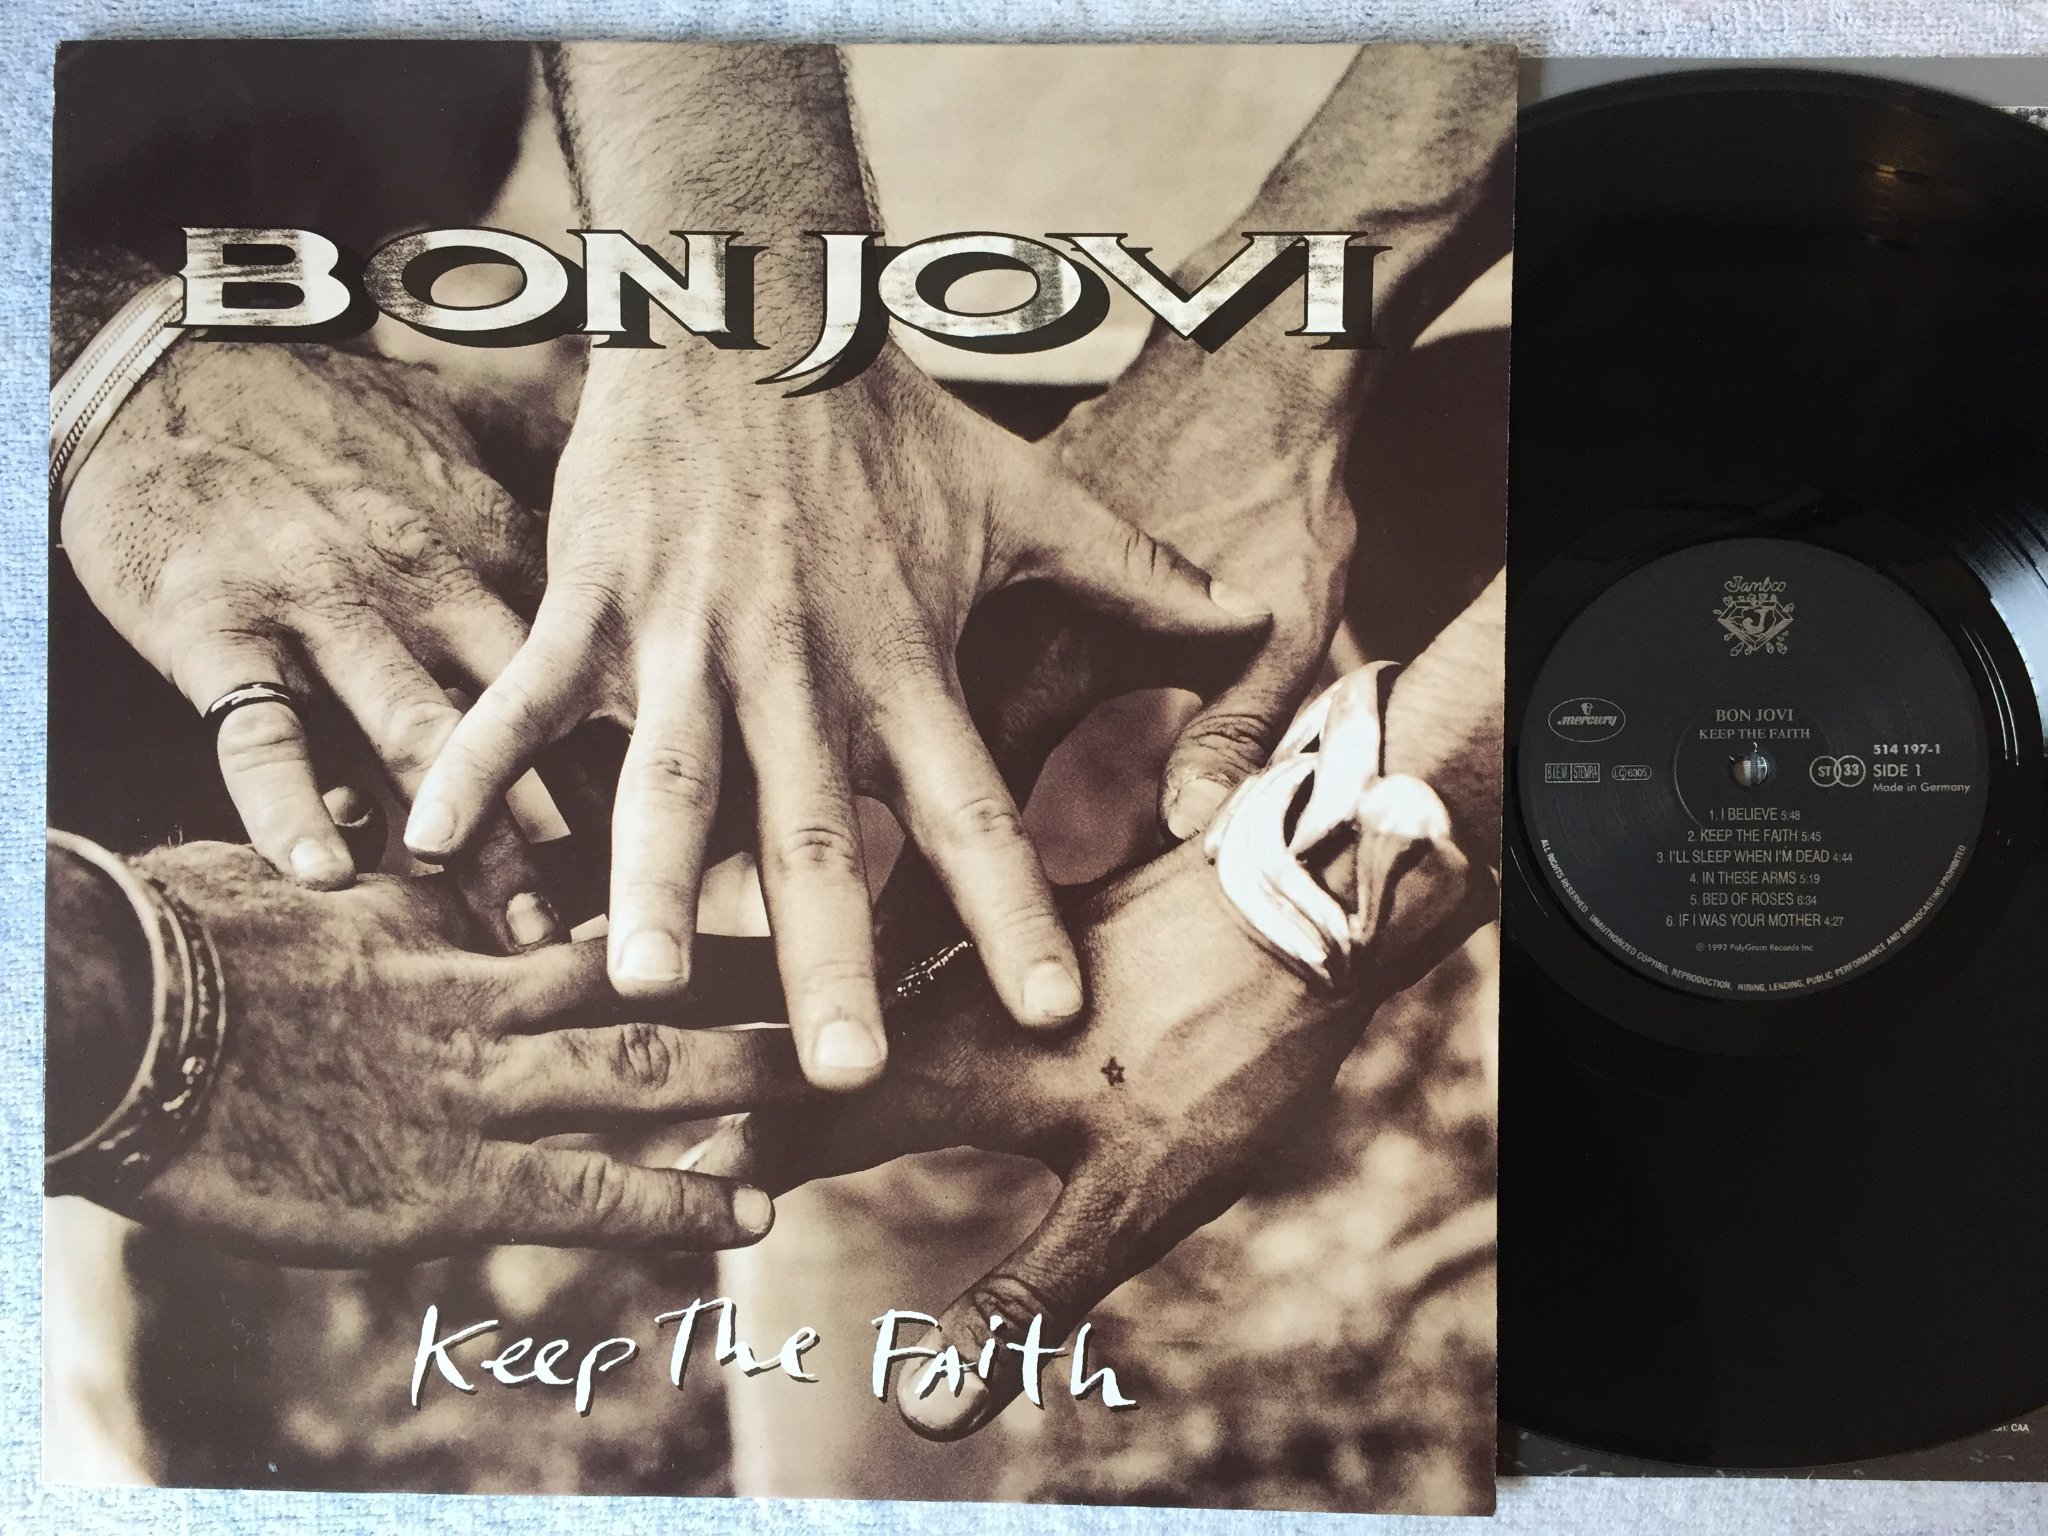 BON JOVI
Keep The Faith
Jambco
J
mercury
BON JOVI
KEEP THE FAITH
514 197-1
SIDE 1
Made in Germany
ST 33
B.I.E.M. STEMRA
LC 6305
1. I BELIEVE 5:48
2. KEEP THE FAITH 5:45
3. I'LL SLEEP WHEN I'M DEAD 4:44
4. IN THESE ARMS 5:19
5. BED OF ROSES 6:34
6. IF I WAS YOUR MOTHER 4:27
℗ 1992 PolyGram Records Inc
ALL RIGHTS RESERVED UNAUTHORIZED COPYING, REPRODUCTION, HIRING, LENDING, PUBLIC PERFORMANCE AND BROADCASTING PROHIBITED
CAA